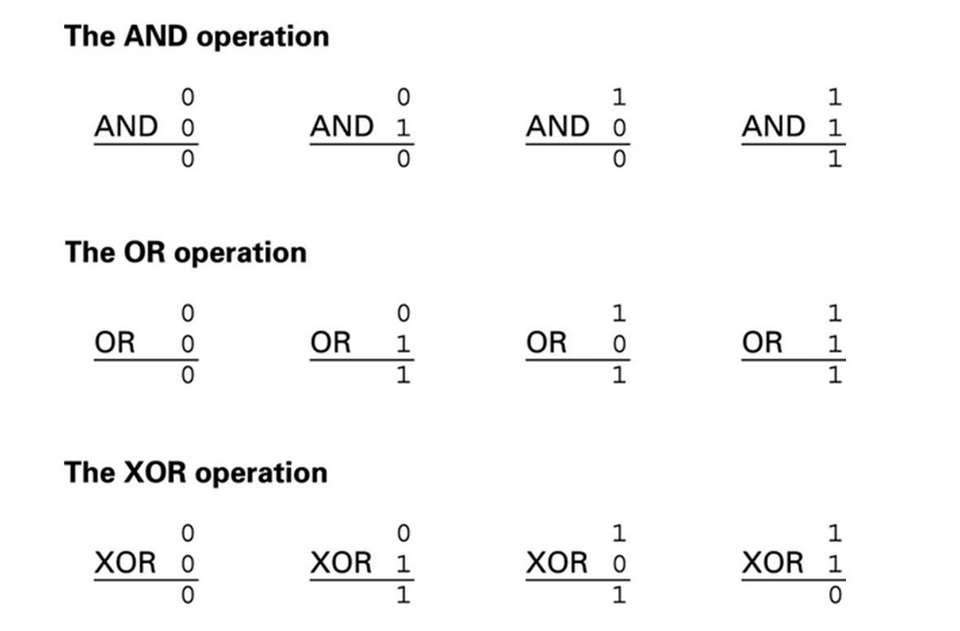 The AND operation
0 0 1 1
AND 0 AND 1 AND 0 AND 1
0 0 0 1
The OR operation
0 0 1 1
OR 0 OR 1 OR 0 OR 1
0 1 1 1
The XOR operation
0 0 1 1
XOR 0 XOR 1 XOR 0 XOR 1
0 1 1 0